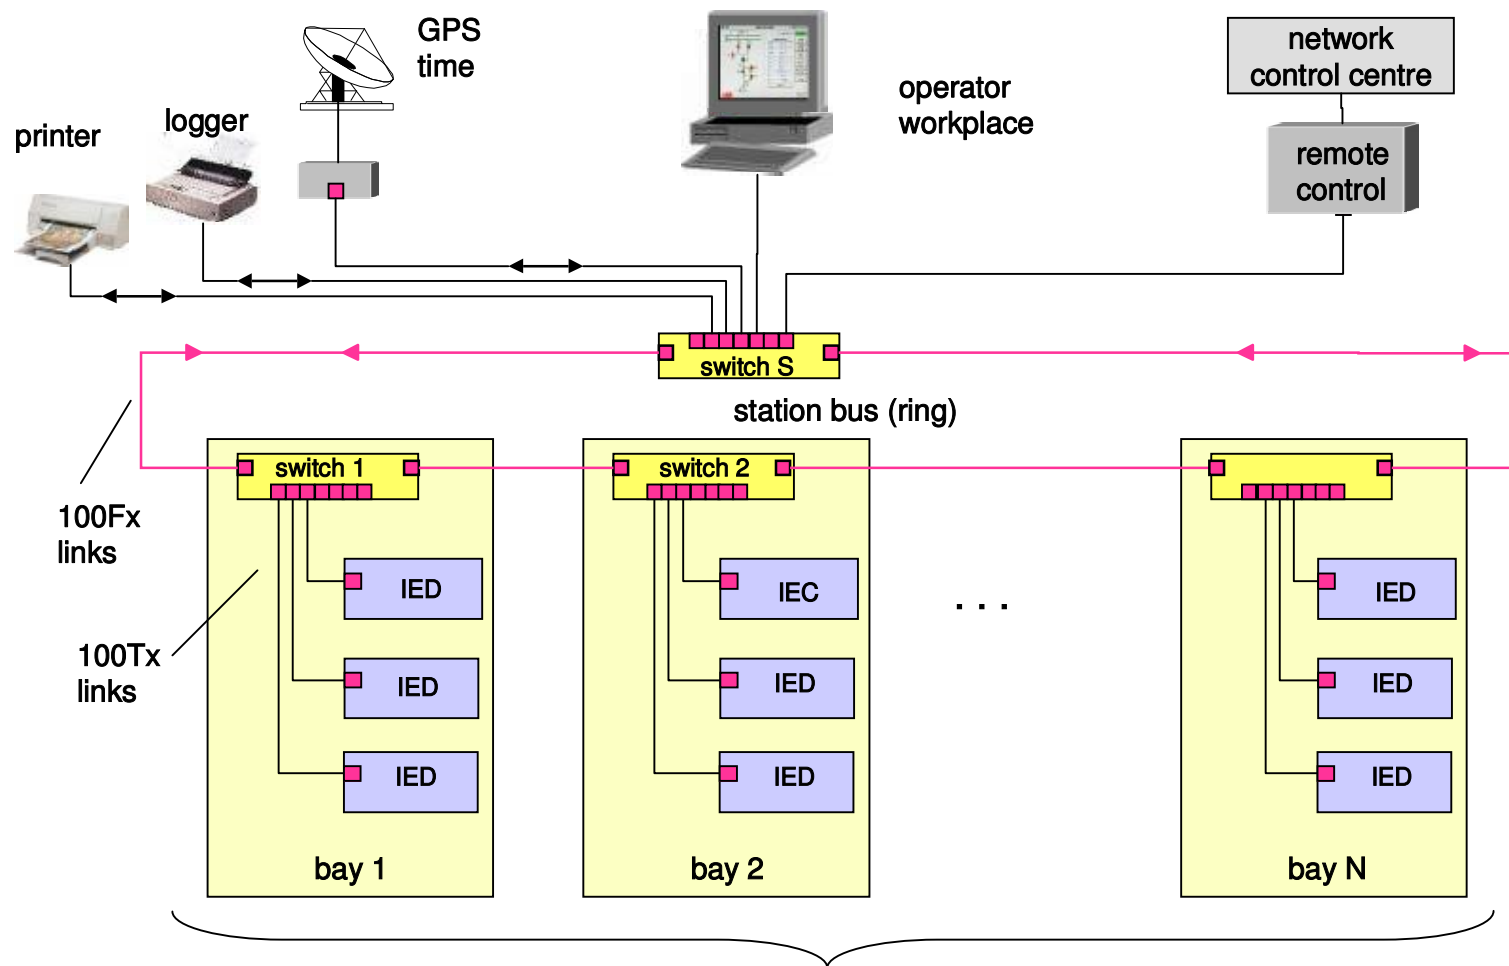 GPS
time
network
control centre
operator
workplace
logger
printer
remote
control
switch S
station bus (ring)
switch 1
switch 2
100Fx
links
IED
IEC
IED
. . .
100Tx
links
IED
IED
IED
IED
IED
IED
bay 1
bay 2
bay N